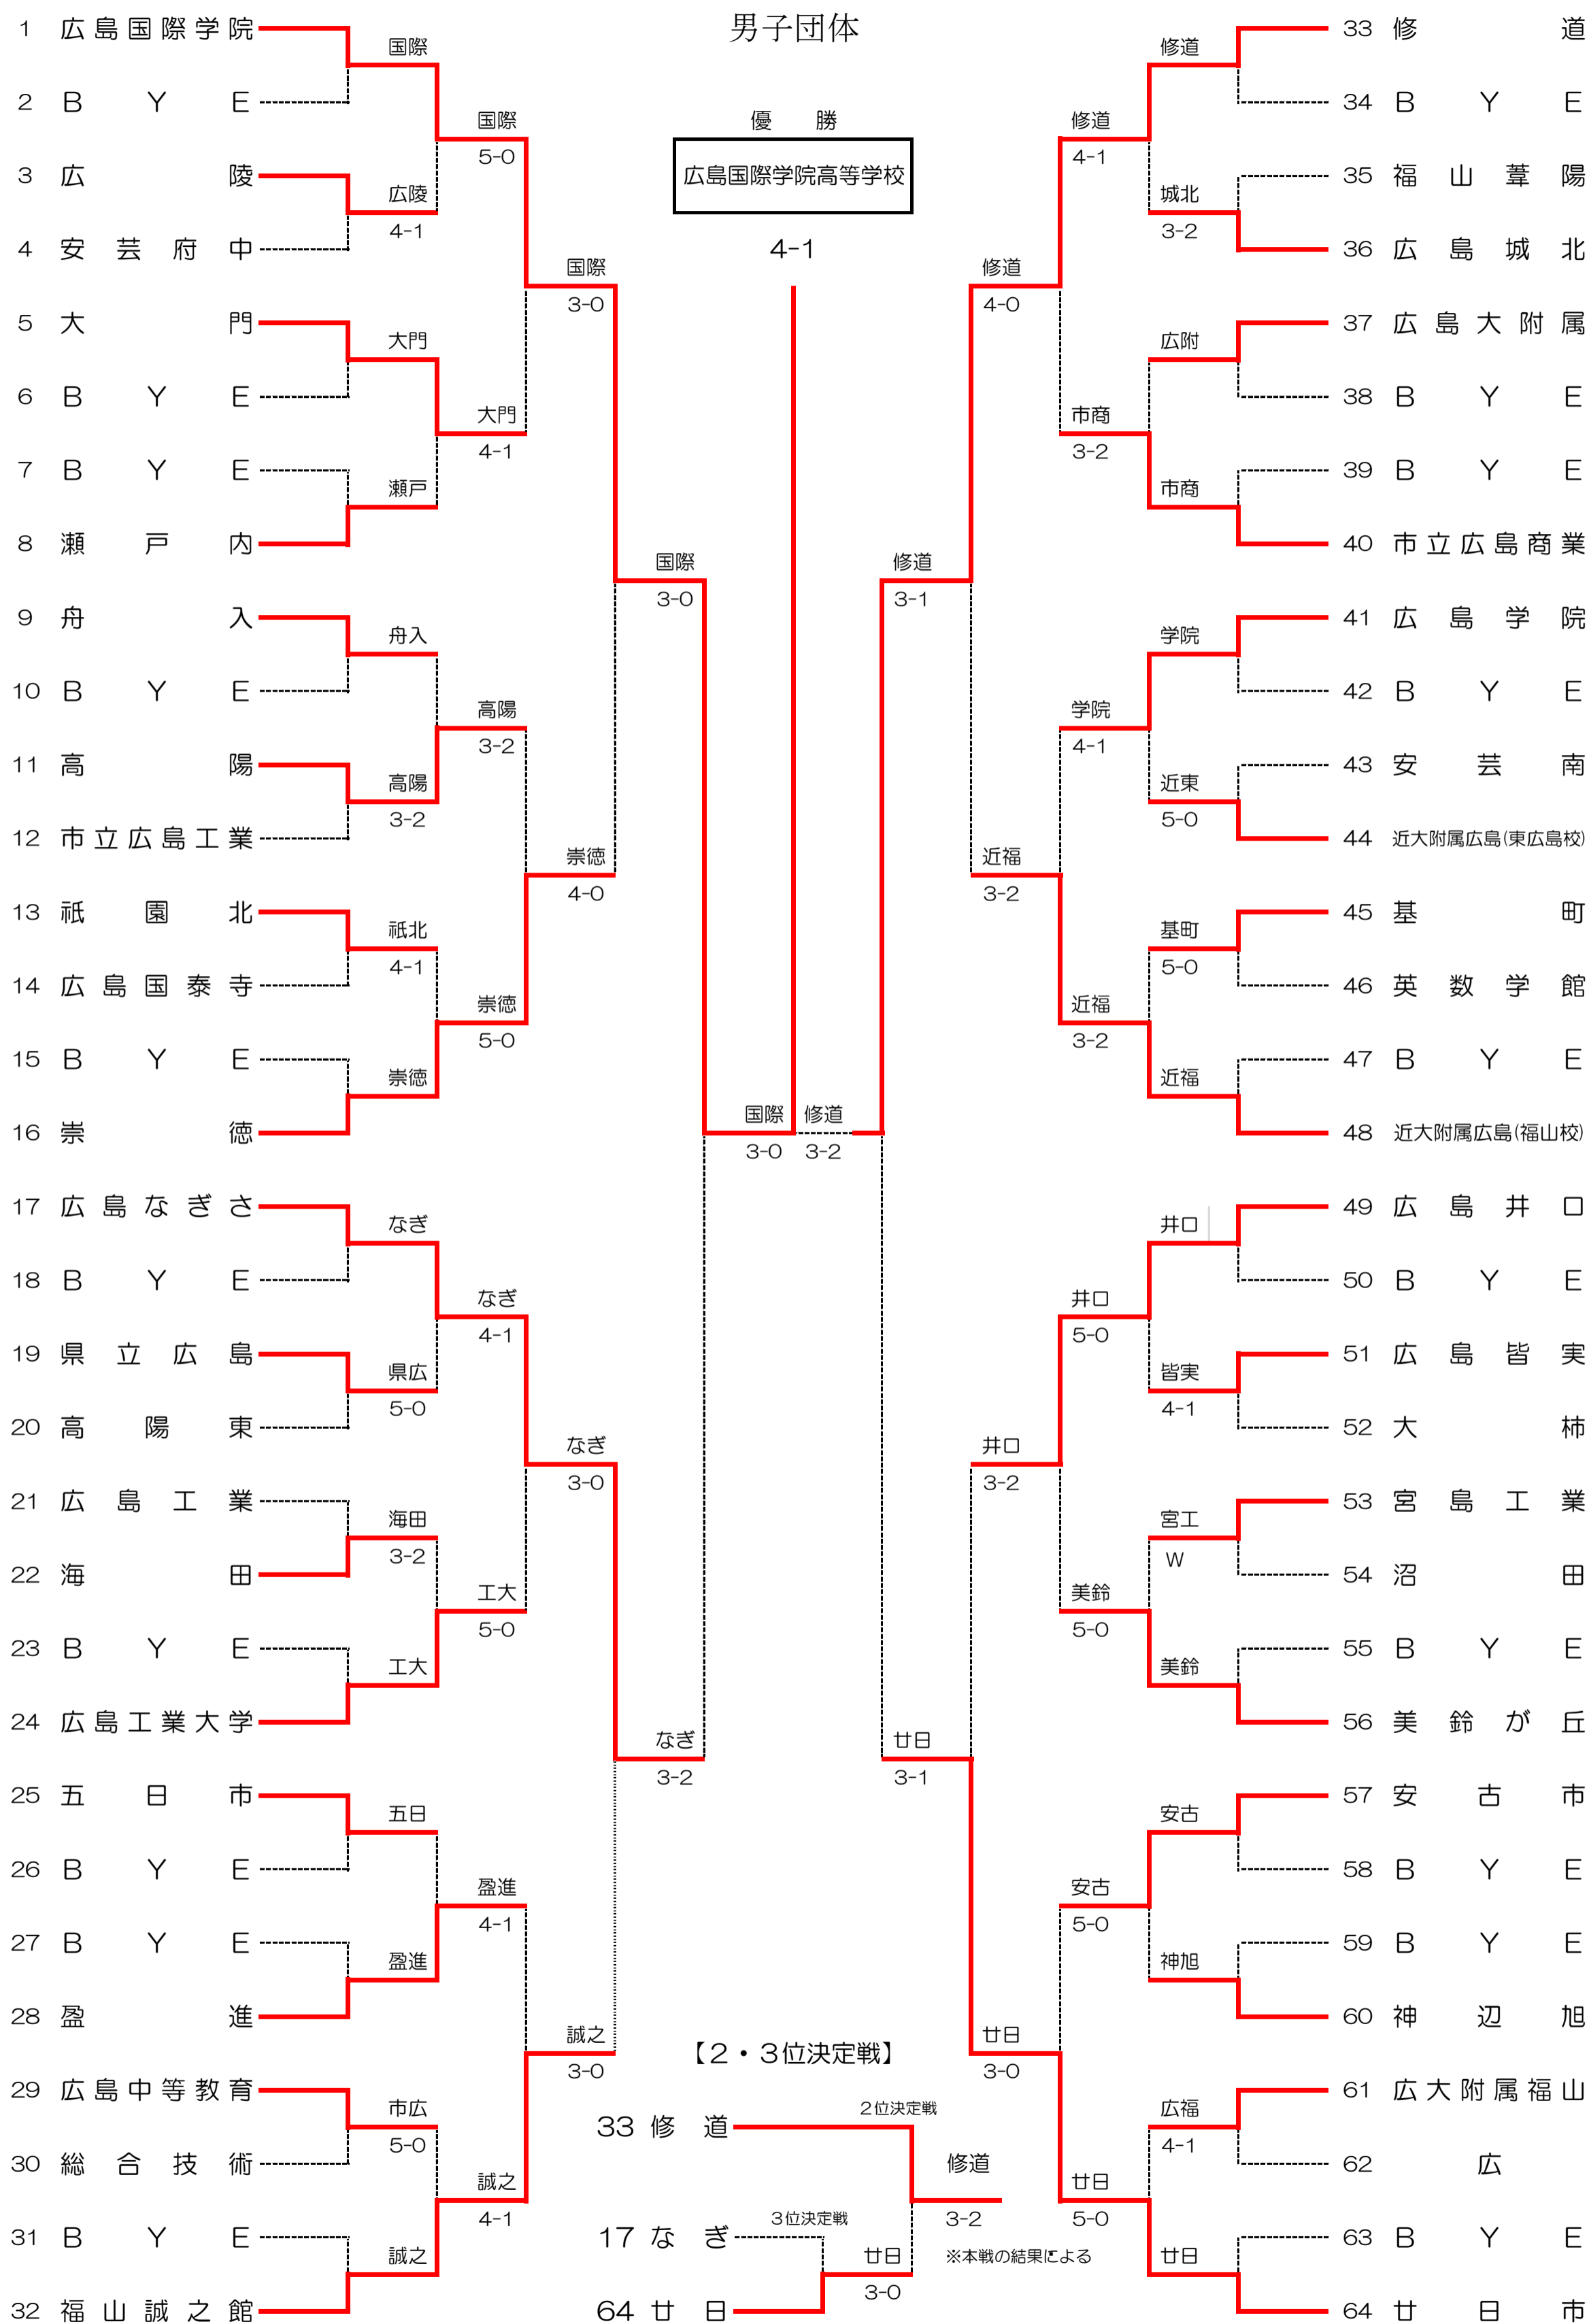 男子団体
優勝
広島国際学院高等学校
4-1
1 広島国際学院
2 BYE
3 広陵
4 安芸府中
5 大門
6 BYE
7 BYE
8 瀬戸内
9 舟入
10 BYE
11 高陽
12 市立広島工業
13 祇園北
14 広島国泰寺
15 BYE
16 崇徳
17 広島なぎさ
18 BYE
19 県立広島
20 高陽東
21 広島工業
22 海田
23 BYE
24 広島工業大学
25 五日市
26 BYE
27 BYE
28 盈進
29 広島中等教育
30 総合技術
31 BYE
32 福山誠之館
国際
広陵
4-1
大門
瀬戸
舟入
高陽
3-2
祇北
4-1
崇徳
なぎ
県広
5-0
海田
3-2
工大
五日
盈進
市広
5-0
誠之
国際
5-0
大門
4-1
高陽
3-2
崇徳
5-0
なぎ
4-1
工大
5-0
盈進
4-1
誠之
4-1
国際
3-0
崇徳
4-0
なぎ
3-0
誠之
3-0
国際
3-0
なぎ
3-2
国際
3-0
修道
3-2
修道
3-1
廿日
3-1
修道
4-0
近福
3-2
井口
3-2
廿日
3-0
修道
4-1
市商
3-2
学院
4-1
近福
3-2
井口
5-0
美鈴
5-0
安古
5-0
廿日
5-0
修道
城北
3-2
広附
市商
学院
近東
5-0
基町
5-0
近福
井口
皆実
4-1
宮工
W
美鈴
安古
神旭
広福
4-1
廿日
33 修道
34 BYE
35 福山葦陽
36 広島城北
37 広島大附属
38 BYE
39 BYE
40 市立広島商業
41 広島学院
42 BYE
43 安芸南
44 近大附属広島(東広島校)
45 基町
46 英数学館
47 BYE
48 近大附属広島(福山校)
49 広島井口
50 BYE
51 広島皆実
52 大柿
53 宮島工業
54 沼田
55 BYE
56 美鈴が丘
57 安古市
58 BYE
59 BYE
60 神辺旭
61 広大附属福山
62 広
63 BYE
64 廿日市
【2・3位決定戦】
2位決定戦
33 修道
修道
3-2
3位決定戦
17 なぎ
廿日
3-0
※本戦の結果による
64 廿日